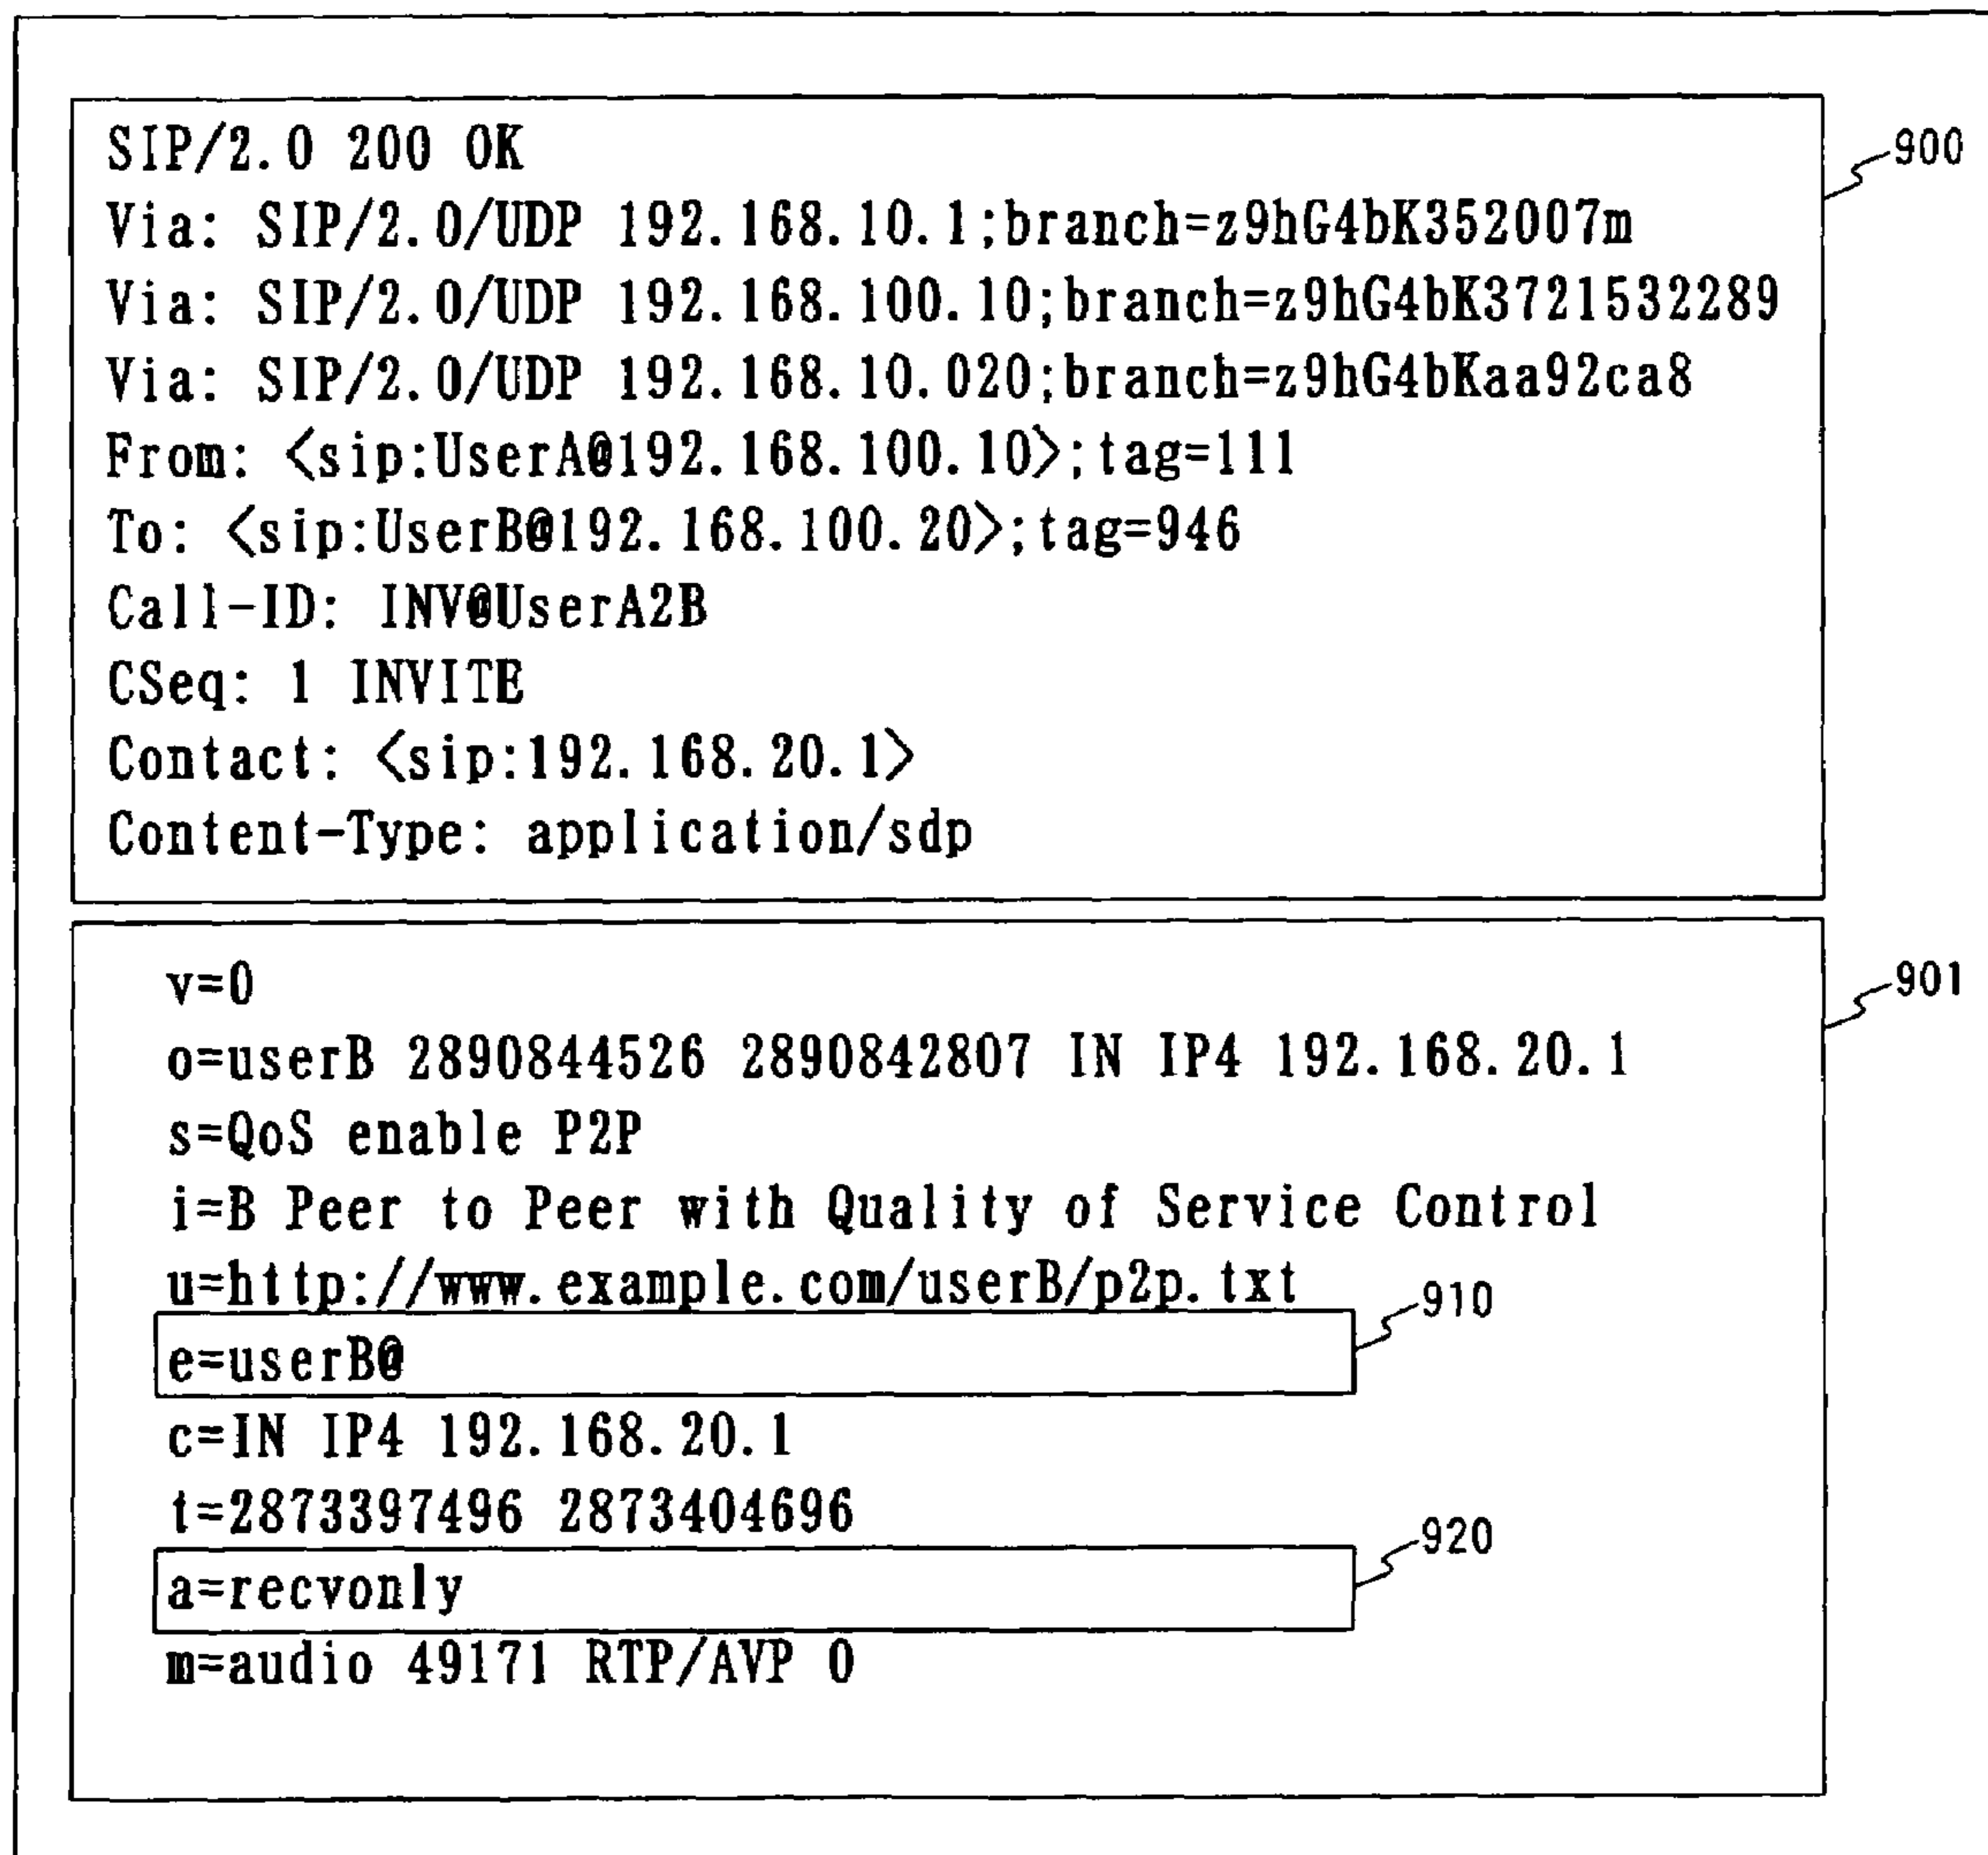 SIP/2.0 200 OK
900
Via: SIP/2.0/UDP 192.168.10.1;branch=z9hG4bK352007m
Via: SIP/2.0/UDP 192.168.100.10;branch=z9hG4bK3721532289
Via: SIP/2.0/UDP 192.168.10.020;branch=z9hG4bKaa92ca8
From: <sip:UserA@192.168.100.10>;tag=111
To: <sip:UserB@192.168.100.20>;tag=946
Call-ID: INV@UserA2B
CSeq: 1 INVITE
Contact: <sip:192.168.20.1>
Content-Type: application/sdp
v=0
901
o=userB 2890844526 2890842807 IN IP4 192.168.20.1
s=QoS enable P2P
i=B Peer to Peer with Quality of Service Control
u=http://www.example.com/userB/p2p.txt
910
e=userB@
c=IN IP4 192.168.20.1
t=2873397496 2873404696
920
a=recvonly
m=audio 49171 RTP/AVP 0